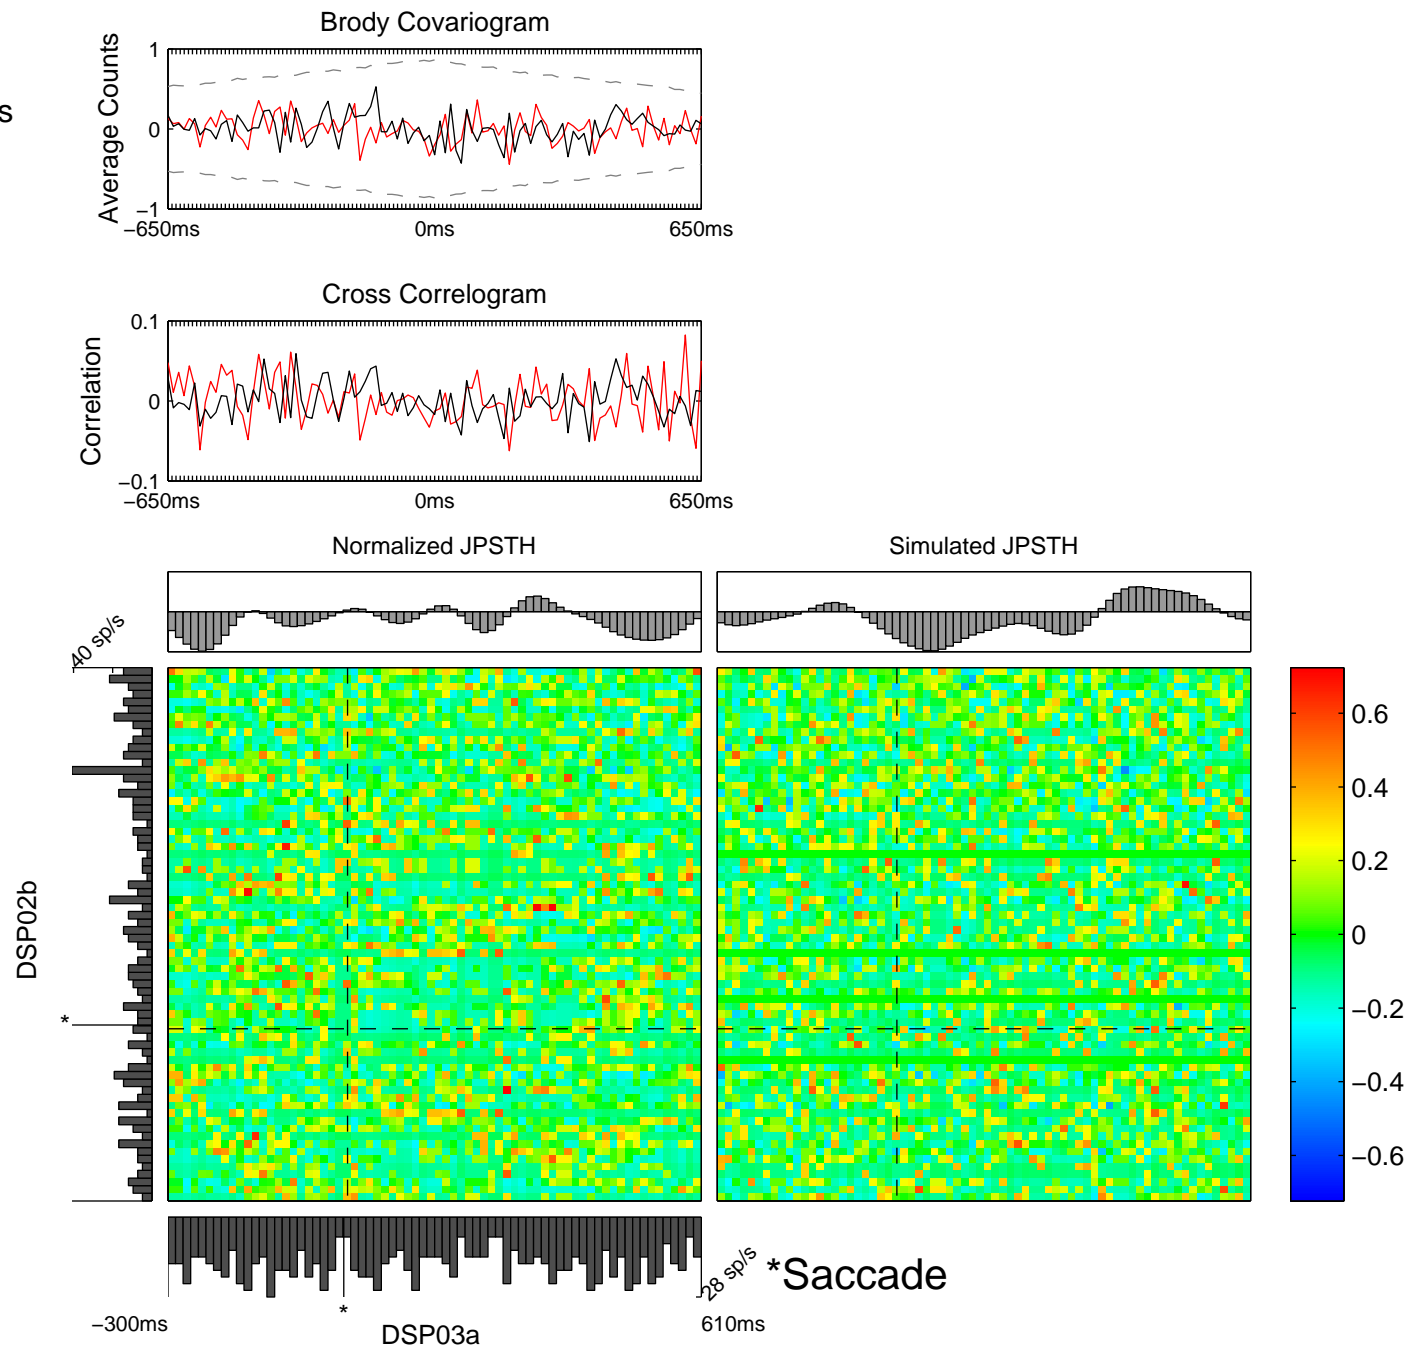 Brody Covariogram
s
Average Counts
1
0
−1
−650ms
0ms
650ms
Cross Correlogram
Correlation
0.1
0
−0.1
−650ms
0ms
650ms
Normalized JPSTH
Simulated JPSTH
40 sp/s
DSP02b
*
0.6
0.4
0.2
0
−0.2
−0.4
−0.6
28 sp/s
*Saccade
*
−300ms
DSP03a
610ms